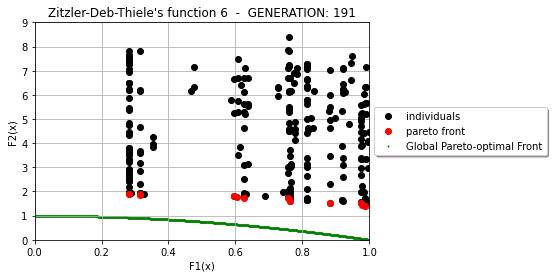 Zitzler-Deb-Thiele's function 6 - GENERATION: 191
9
8
7
6
5
4
3
2
1
0
F2(x)
0.0 0.2 0.4 0.6 0.8 1.0
F1(x)
individuals
pareto front
Global Pareto-optimal Front